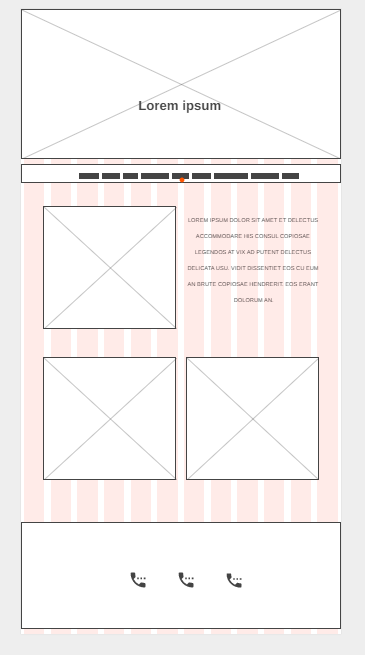 Lorem ipsum
LOREM IPSUM DOLOR SIT AMET ET DELECTUS
ACCOMMODARE HIS CONSUL COPIOSAE
LEGENDOS AT VIX AD PUTENT DELECTUS
DELICATA USU. VIDIT DISSENTIET EOS CU EUM
AN BRUTE COPIOSAE HENDRERIT. EOS ERANT
DOLORUM AN.